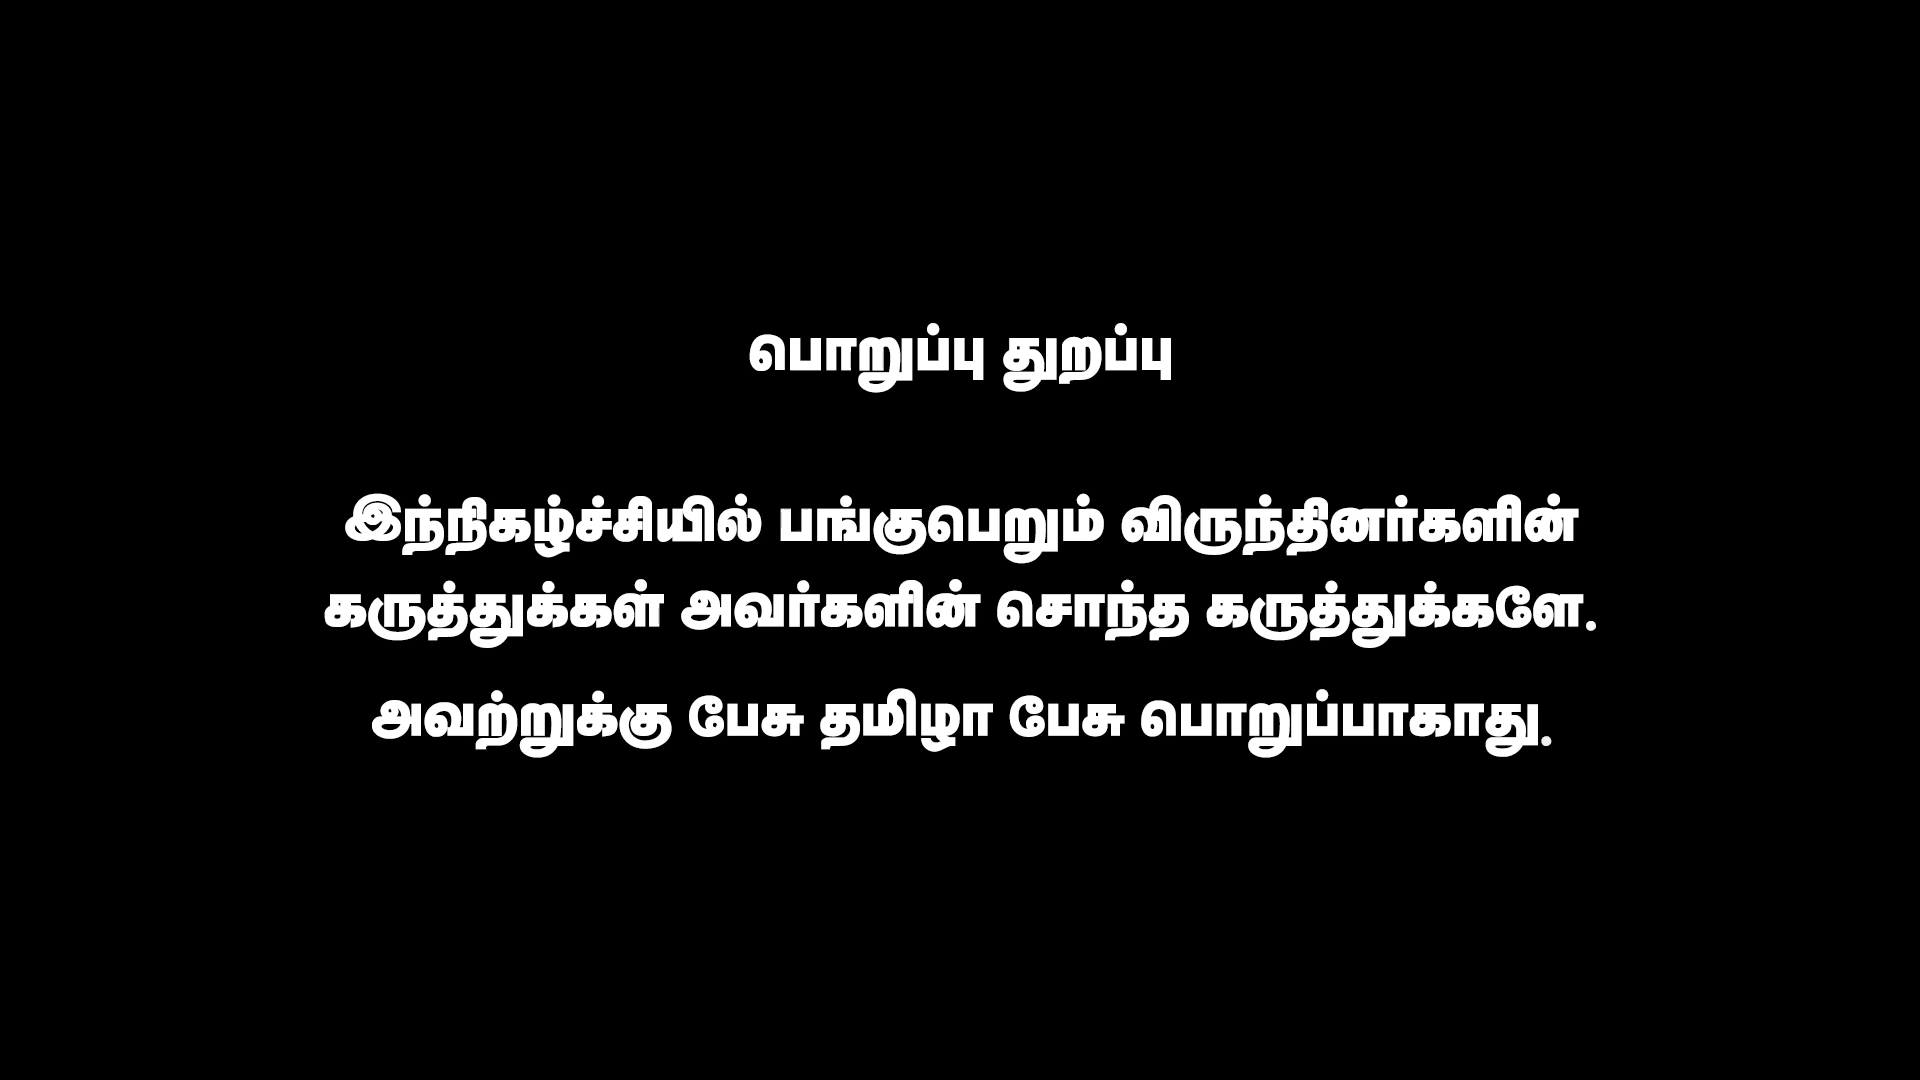 பொறுப்பு துறப்பு
இந்நிகழ்ச்சியில் பங்குபெறும் விருந்தினர்களின்
கருத்துக்கள் அவர்களின் சொந்த கருத்துக்களே.
அவற்றுக்கு பேசு தமிழா பேசு பொறுப்பாகாது.